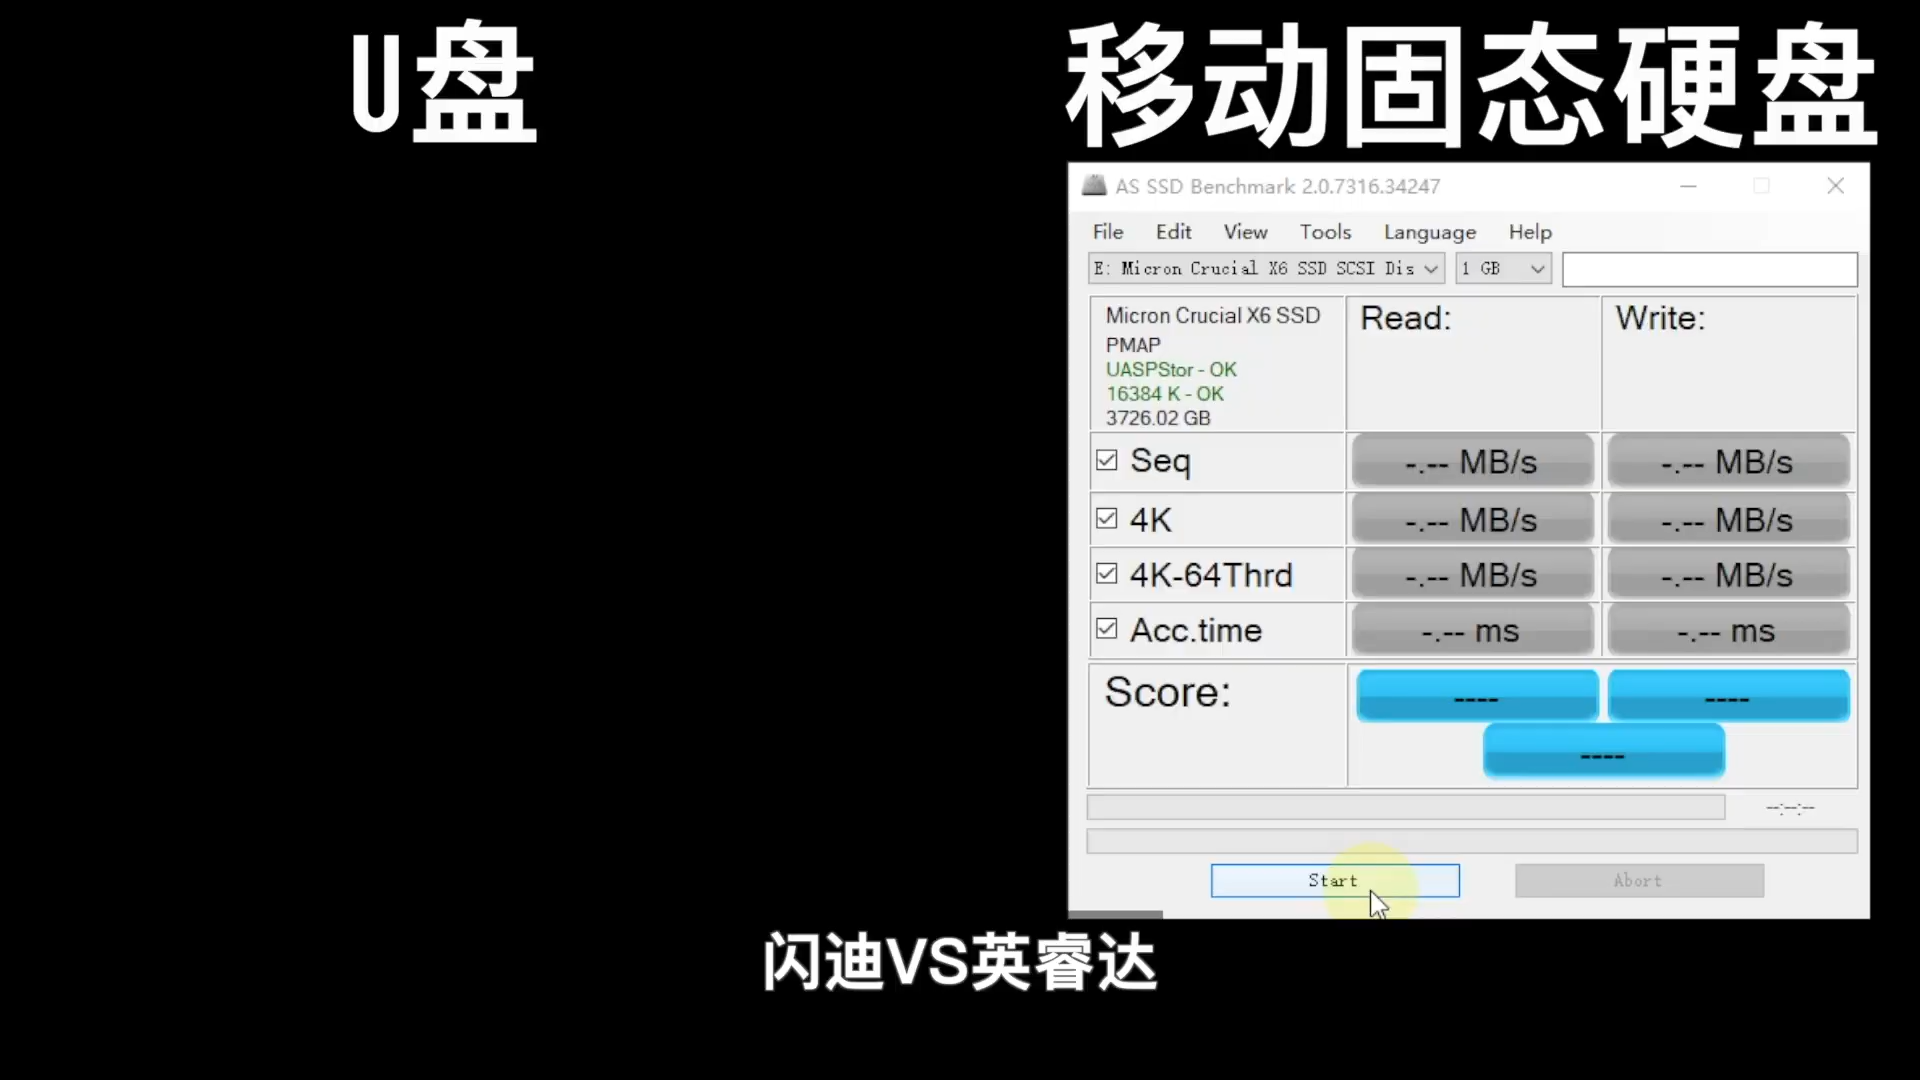 U盘
移动固态硬盘
AS SSD Benchmark 2.0.7316.34247
File Edit View Tools Language Help
E: Micron Crucial X6 SSD SCSI Dis 1 GB
Micron Crucial X6 SSD
PMAP
UASPStor - OK
16384 K - OK
3726.02 GB
Read: Write:
Seq -.-- MB/s -.-- MB/s
4K -.-- MB/s -.-- MB/s
4K-64Thrd -.-- MB/s -.-- MB/s
Acc.time -.-- ms -.-- ms
Score: ---- ----
----
--:--:--
Start Abort
闪迪VS英睿达